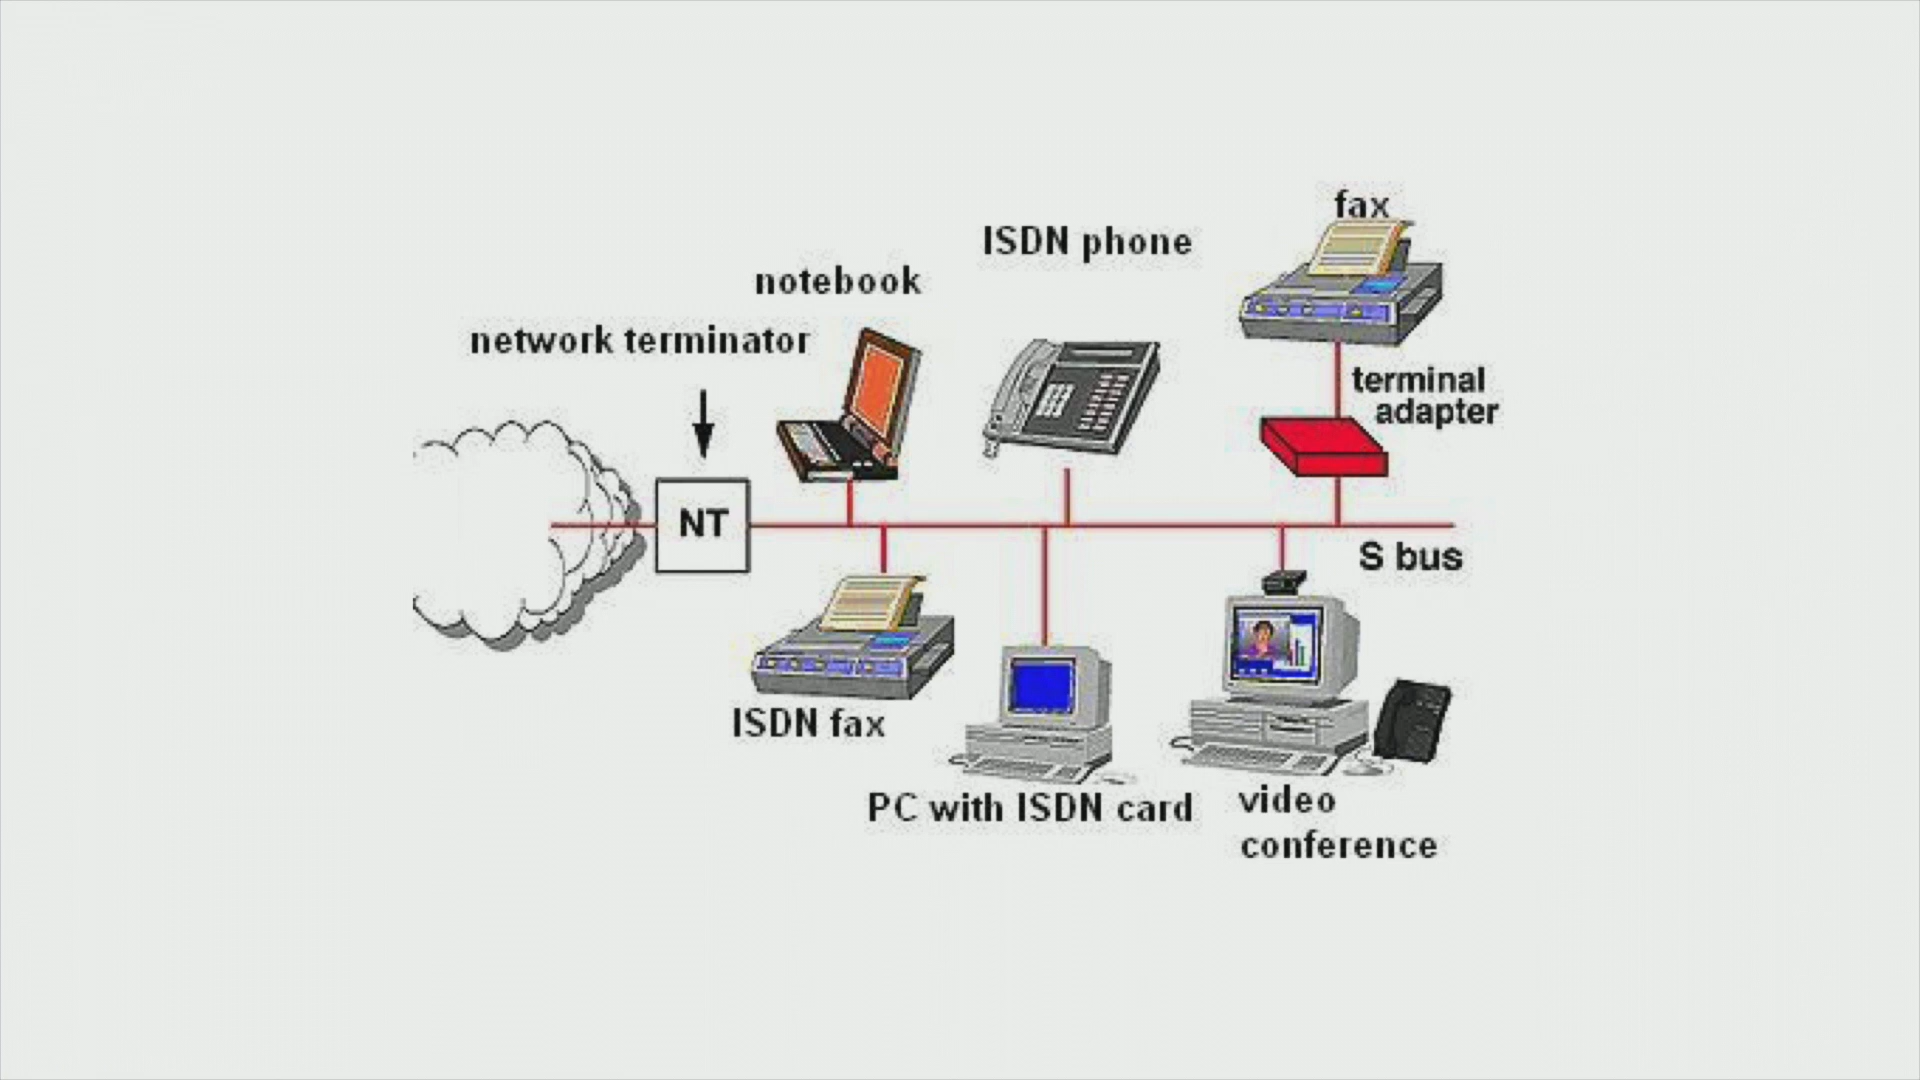 fax
ISDN phone
notebook
network terminator
terminal
adapter
NT
S bus
ISDN fax
PC with ISDN card
video
conference